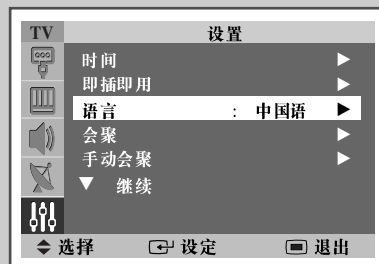 TV 设置
时间 ▶
即插即用 ▶
语言 : 中国语 ▶
会聚 ▶
手动会聚 ▶
▼ 继续
选择 设定 退出